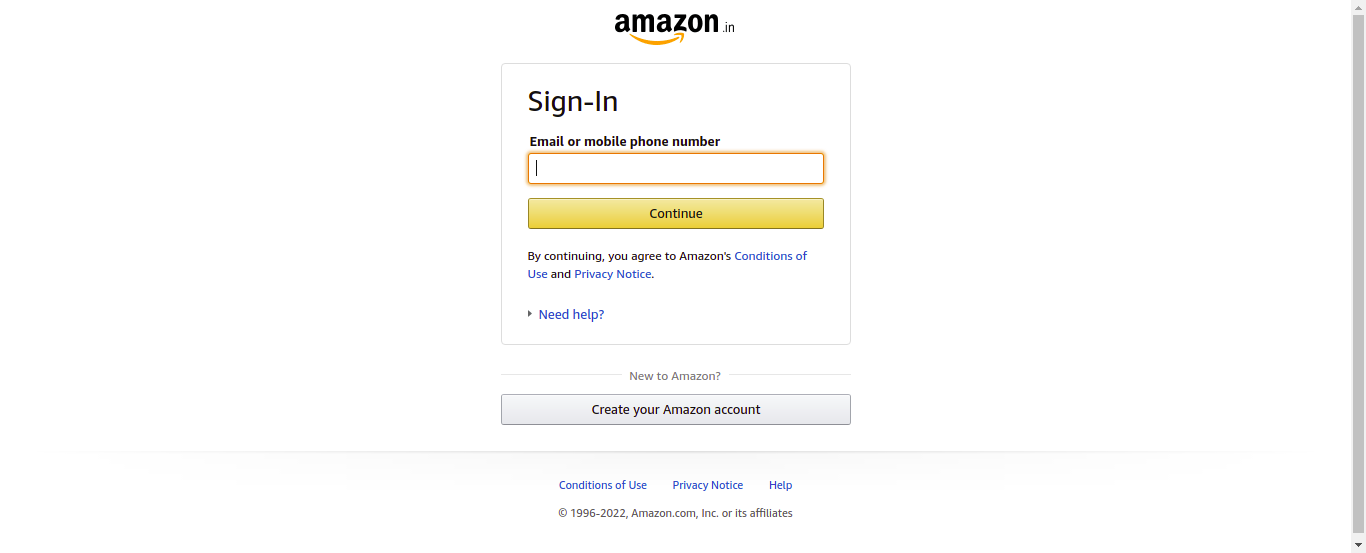 amazon.in
Sign-In
Email or mobile phone number
Continue
By continuing, you agree to Amazon's Conditions of
Use and Privacy Notice.
Need help?
New to Amazon?
Create your Amazon account
Conditions of Use Privacy Notice Help
© 1996-2022, Amazon.com, Inc. or its affiliates